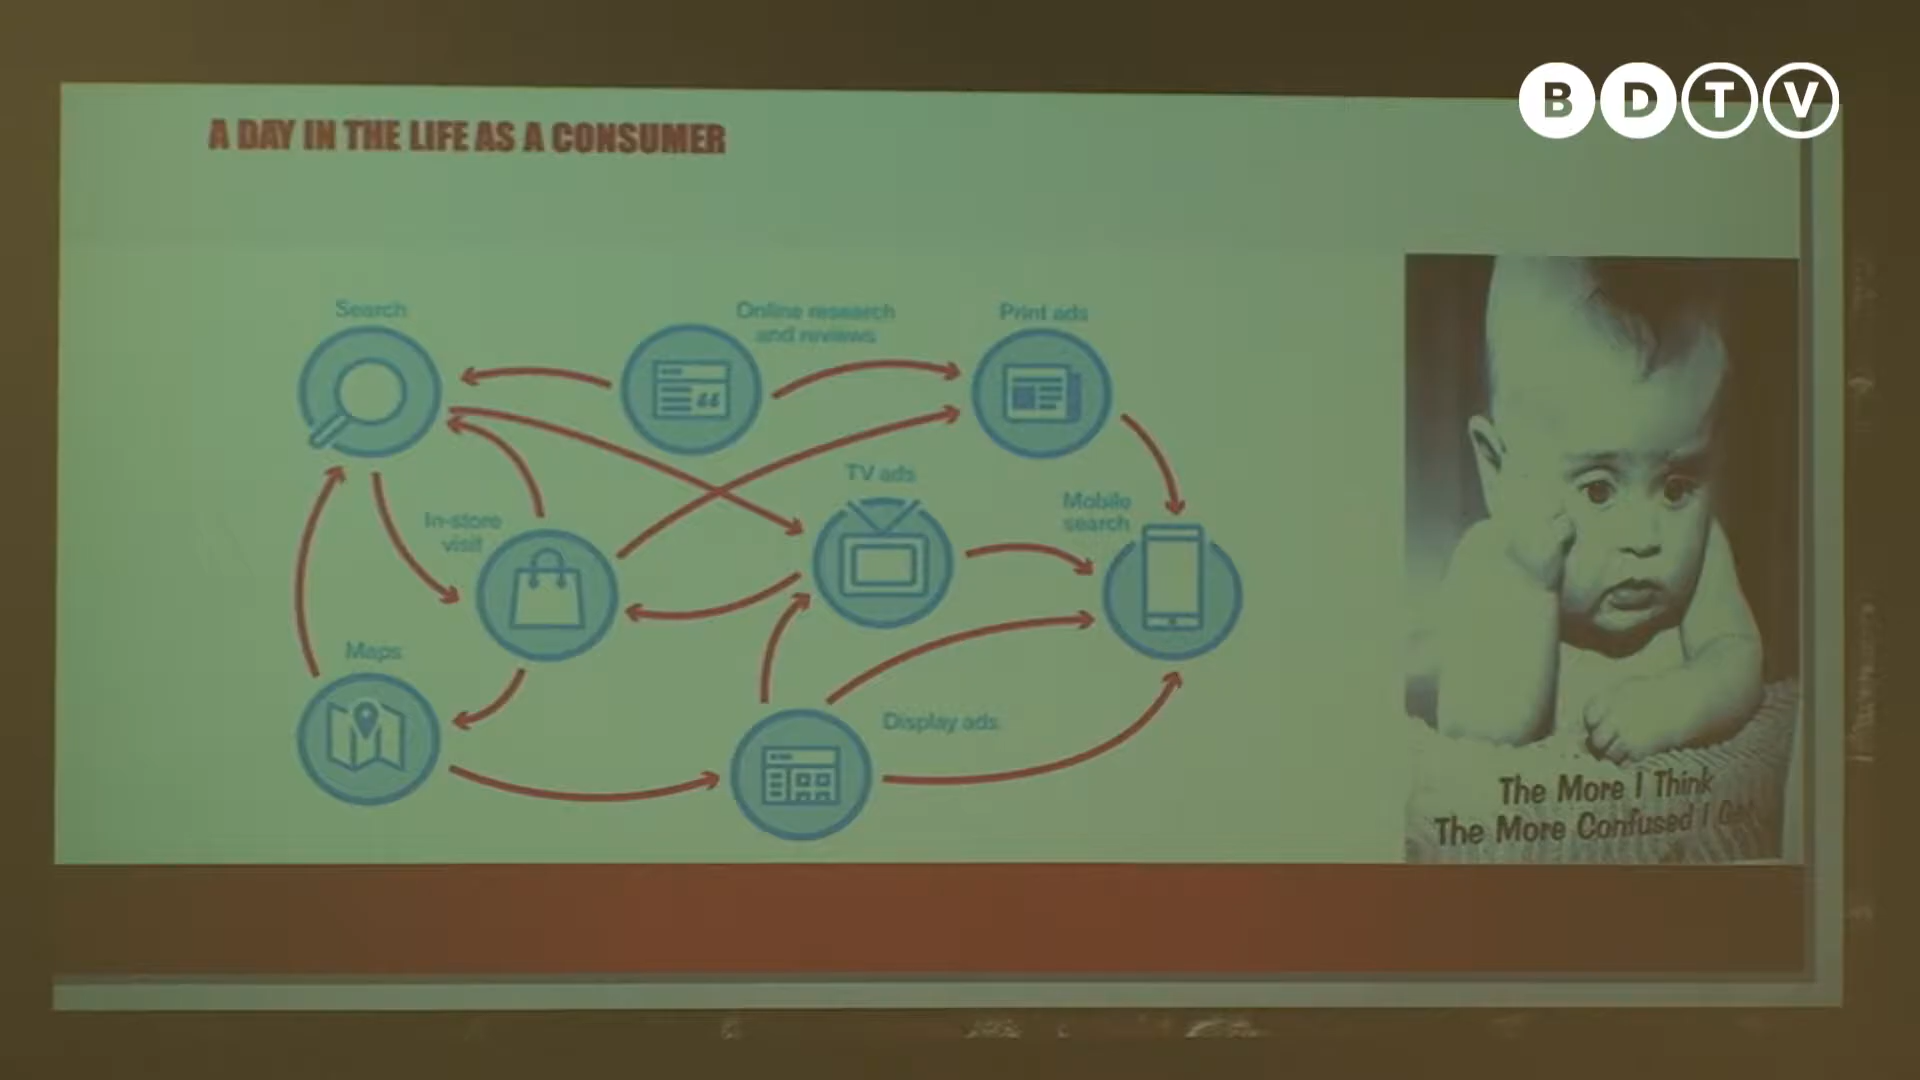 BDTV
A DAY IN THE LIFE AS A CONSUMER
Search
Online research
and reviews
Print ads
TV ads
Mobile
search
In-store
visit
Maps
Display ads
The More I Think
The More Confused I